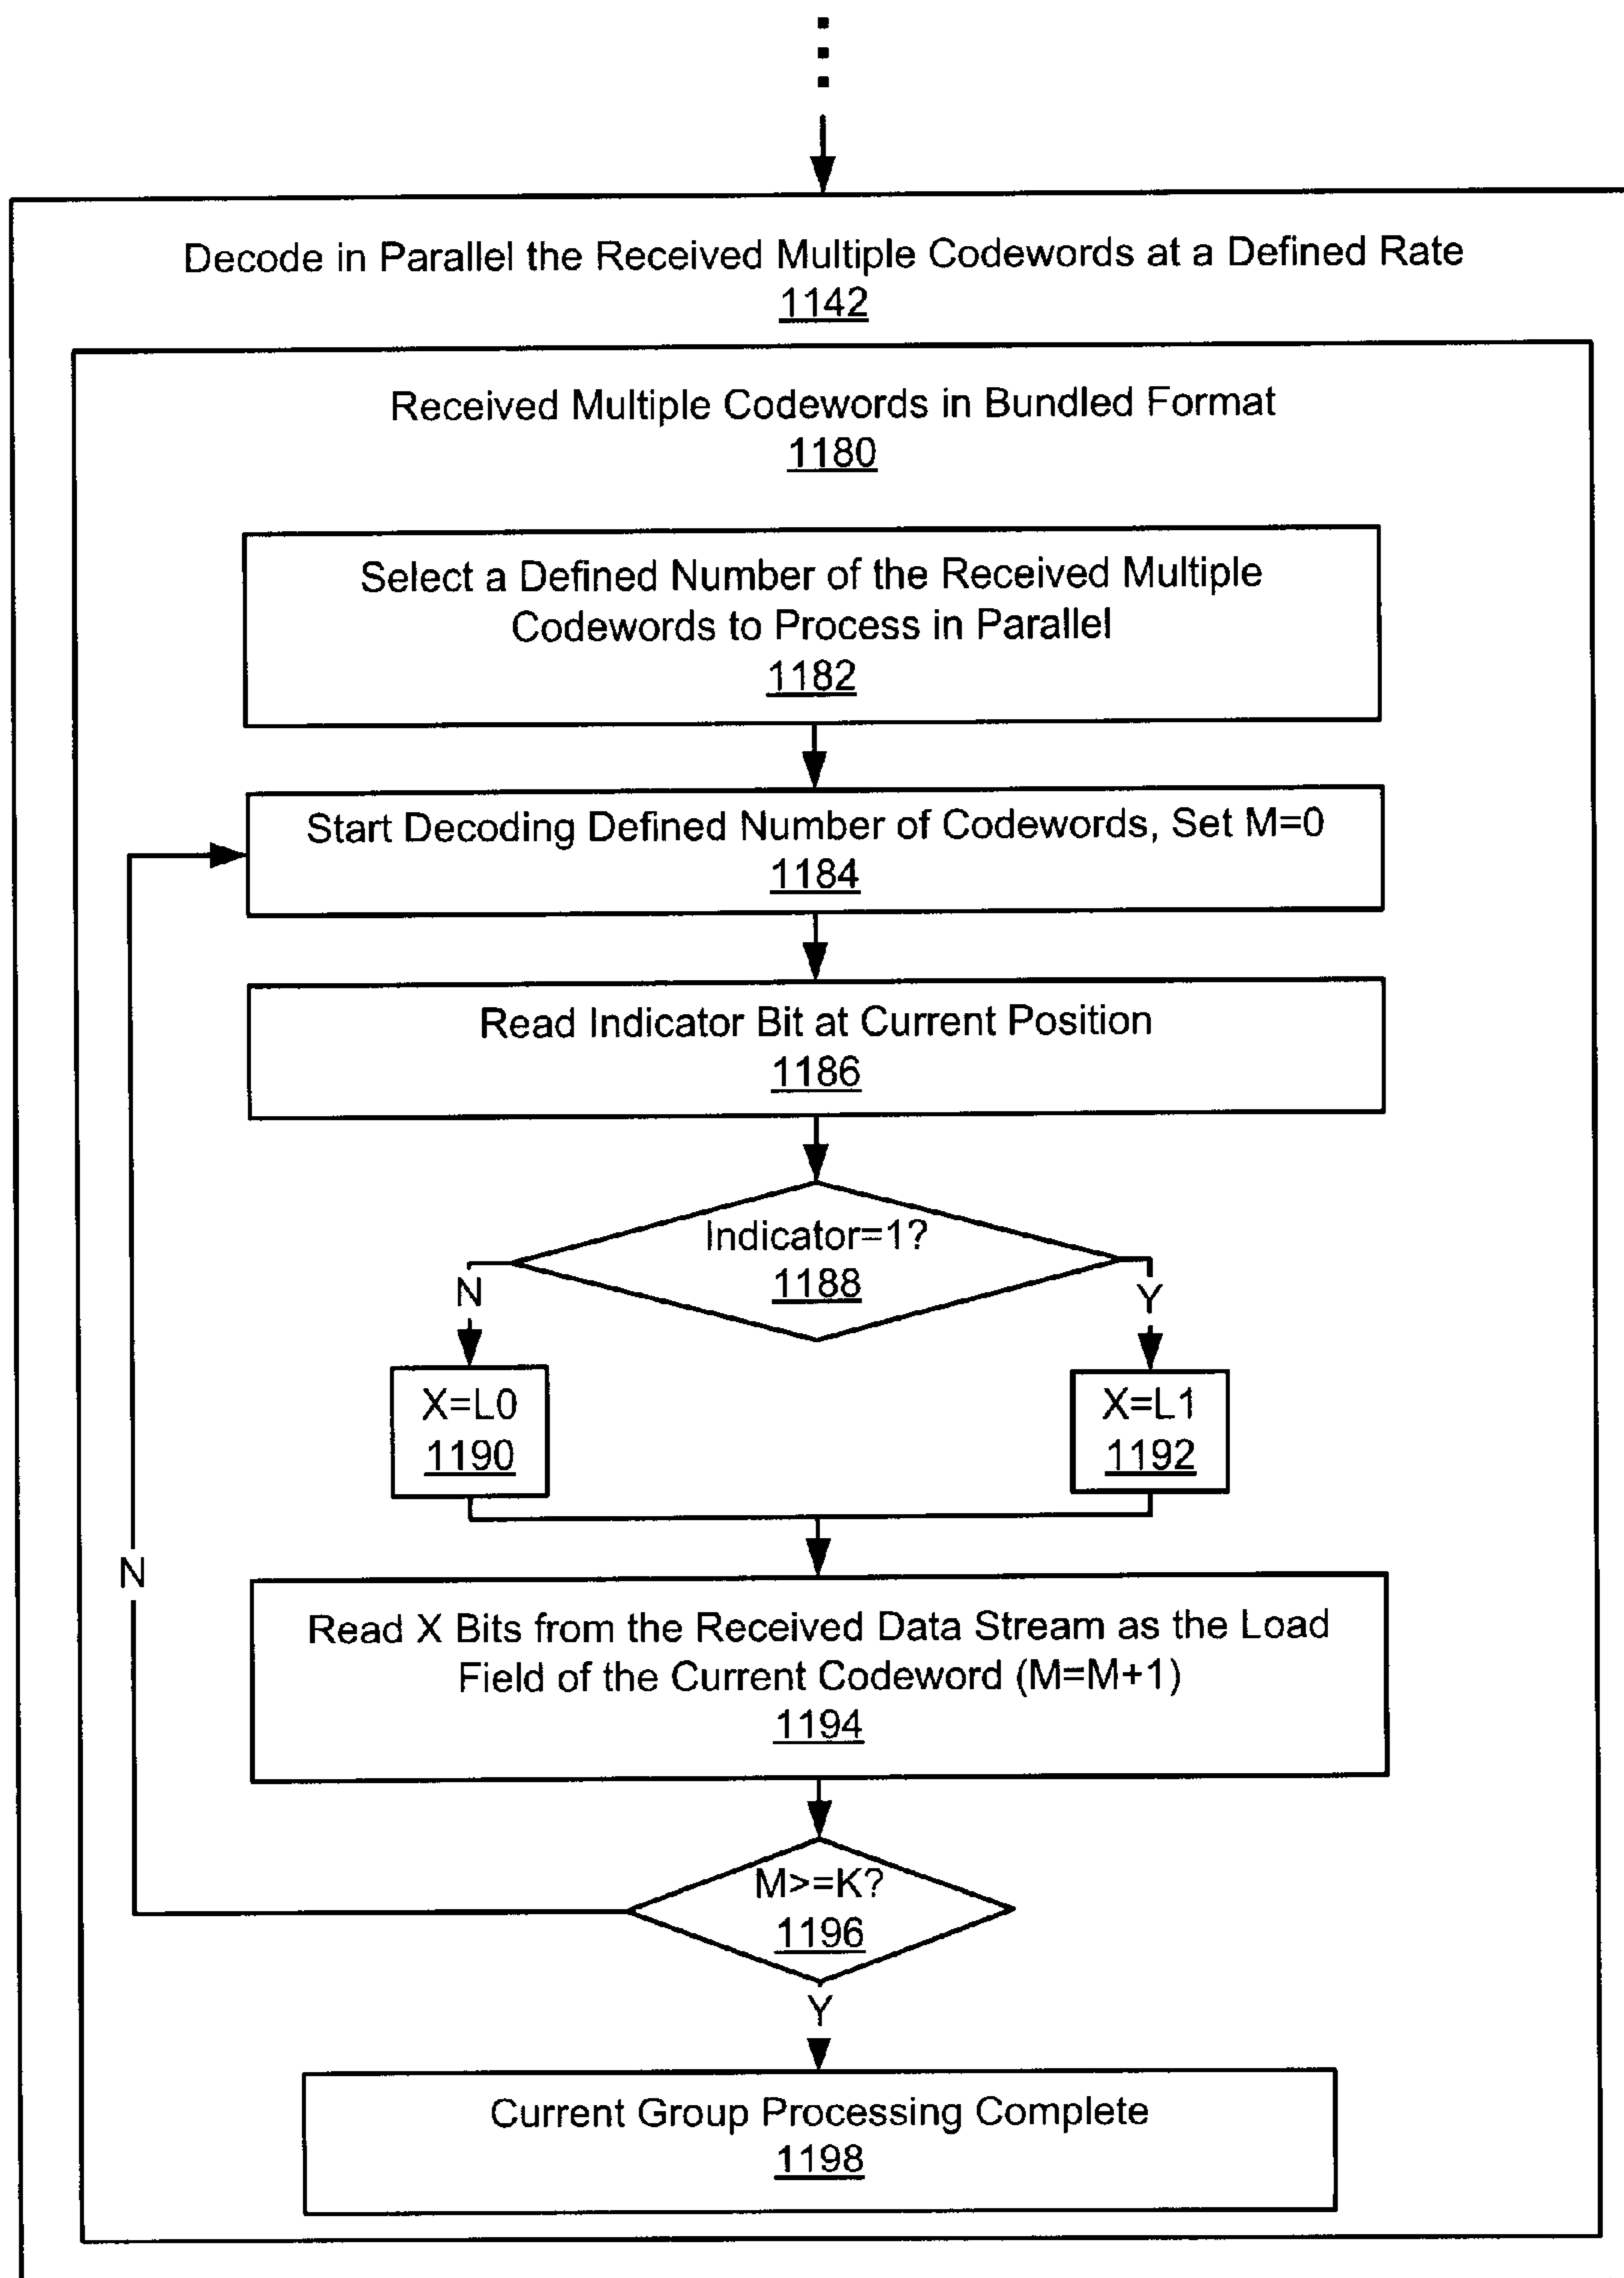 Decode in Parallel the Received Multiple Codewords at a Defined Rate
1142
Received Multiple Codewords in Bundled Format
1180
Select a Defined Number of the Received Multiple
Codewords to Process in Parallel
1182
Start Decoding Defined Number of Codewords, Set M=0
1184
Read Indicator Bit at Current Position
1186
Indicator=1?
1188
N
Y
X=L0
1190
X=L1
1192
N
Read X Bits from the Received Data Stream as the Load
Field of the Current Codeword (M=M+1)
1194
M>=K?
1196
Y
Current Group Processing Complete
1198